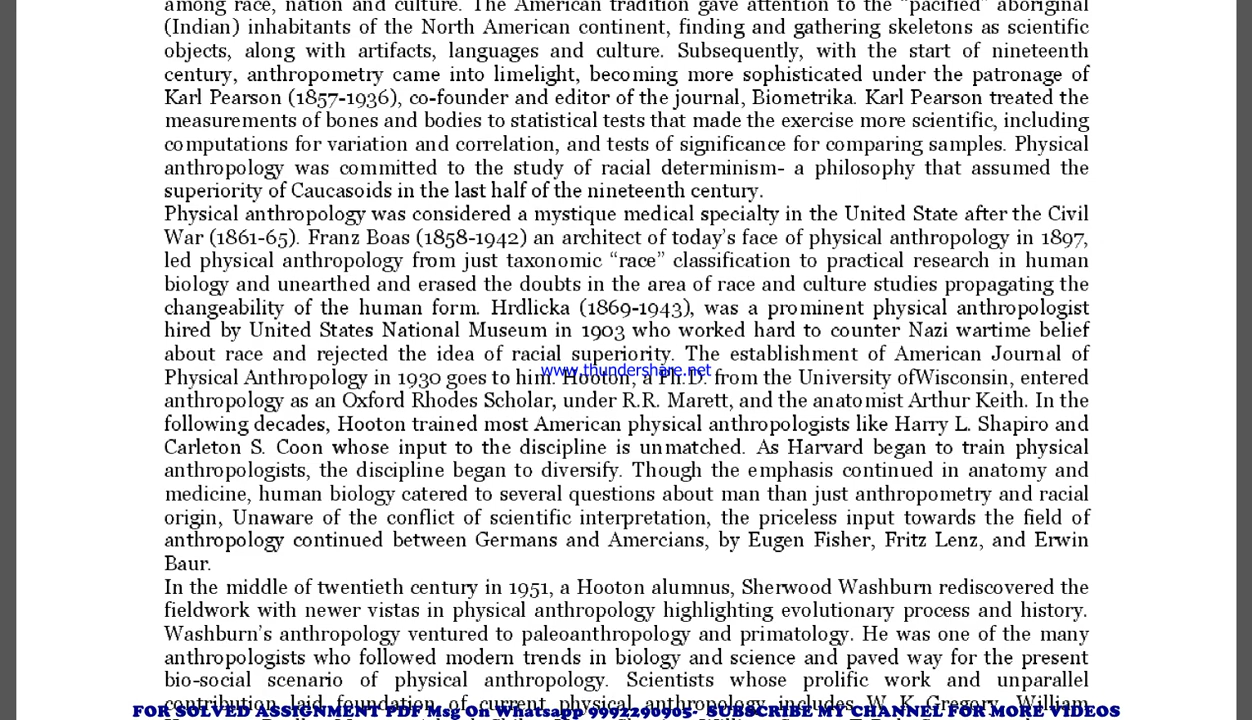 among race, nation and culture. The American tradition gave attention to the "pacified" aboriginal
(Indian) inhabitants of the North American continent, finding and gathering skeletons as scientific
objects, along with artifacts, languages and culture. Subsequently, with the start of nineteenth
century, anthropometry came into limelight, becoming more sophisticated under the patronage of
Karl Pearson (1857-1936), co-founder and editor of the journal, Biometrika. Karl Pearson treated the
measurements of bones and bodies to statistical tests that made the exercise more scientific, including
computations for variation and correlation, and tests of significance for comparing samples. Physical
anthropology was committed to the study of racial determinism- a philosophy that assumed the
superiority of Caucasoids in the last half of the nineteenth century.
Physical anthropology was considered a mystique medical specialty in the United State after the Civil
War (1861-65). Franz Boas (1858-1942) an architect of today's face of physical anthropology in 1897,
led physical anthropology from just taxonomic "race" classification to practical research in human
biology and unearthed and erased the doubts in the area of race and culture studies propagating the
changeability of the human form. Hrdlicka (1869-1943), was a prominent physical anthropologist
hired by United States National Museum in 1903 who worked hard to counter Nazi wartime belief
about race and rejected the idea of racial superiority. The establishment of American Journal of
www.thundershare.net
Physical Anthropology in 1930 goes to him. Hooton, a Ph.D. from the University ofWisconsin, entered
anthropology as an Oxford Rhodes Scholar, under R.R. Marett, and the anatomist Arthur Keith. In the
following decades, Hooton trained most American physical anthropologists like Harry L. Shapiro and
Carleton S. Coon whose input to the discipline is unmatched. As Harvard began to train physical
anthropologists, the discipline began to diversify. Though the emphasis continued in anatomy and
medicine, human biology catered to several questions about man than just anthropometry and racial
origin, Unaware of the conflict of scientific interpretation, the priceless input towards the field of
anthropology continued between Germans and Amercians, by Eugen Fisher, Fritz Lenz, and Erwin
Baur.
In the middle of twentieth century in 1951, a Hooton alumnus, Sherwood Washburn rediscovered the
fieldwork with newer vistas in physical anthropology highlighting evolutionary process and history.
Washburn's anthropology ventured to paleoanthropology and primatology. He was one of the many
anthropologists who followed modern trends in biology and science and paved way for the present
bio-social scenario of physical anthropology. Scientists whose prolific work and unparallel
contribution laid foundation of current physical anthropology includes W. K. Gregory, William
FOR SOLVED ASSIGNMENT PDF Msg On Whatsapp 9992290905- SUBSCRIBE MY CHANNEL FOR MORE VIDEOS